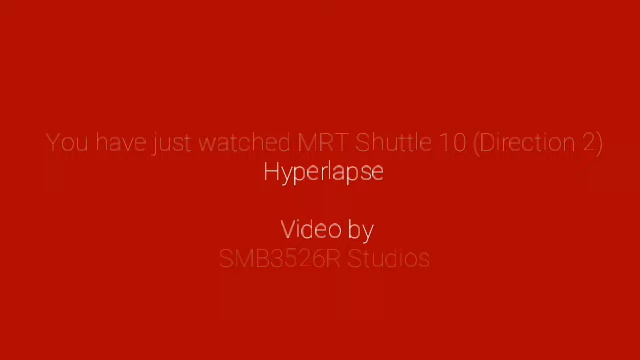 You have just watched MRT Shuttle 10 (Direction 2)
Hyperlapse
Video by
SMB3526R Studios